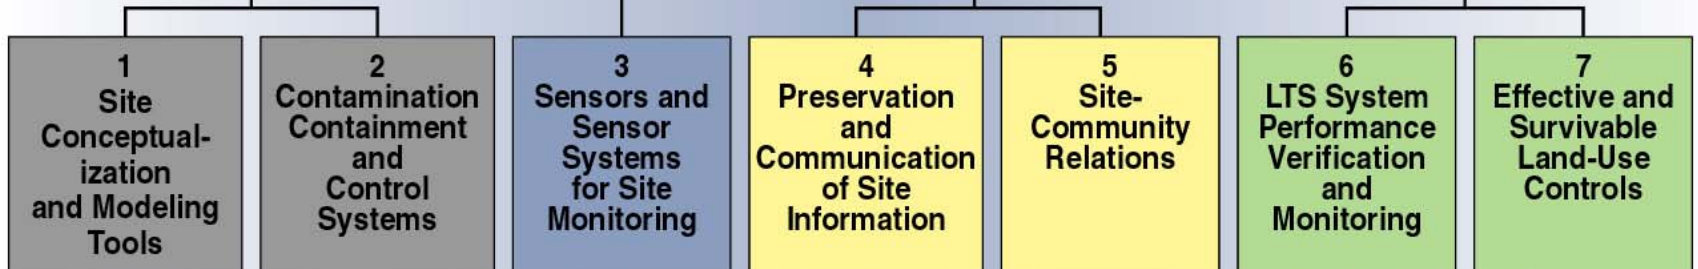 1
Site
Conceptual-
ization
and Modeling
Tools
2
Contamination
Containment
and
Control
Systems
3
Sensors and
Sensor
Systems
for Site
Monitoring
4
Preservation
and
Communication
of Site
Information
5
Site-
Community
Relations
6
LTS System
Performance
Verification
and
Monitoring
7
Effective and
Survivable
Land-Use
Controls